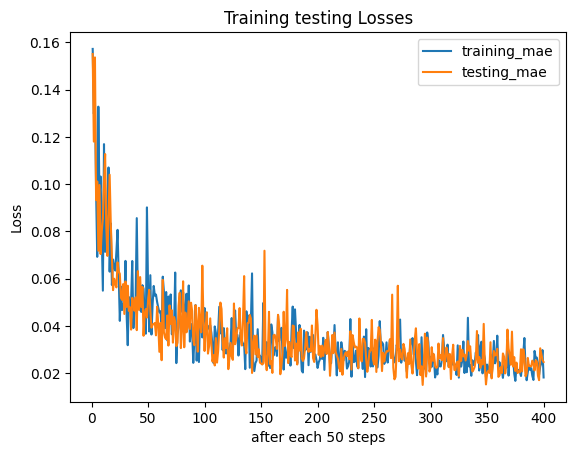 Training testing Losses
training_mae
testing_mae
Loss
0.16
0.14
0.12
0.10
0.08
0.06
0.04
0.02
0 50 100 150 200 250 300 350 400
after each 50 steps